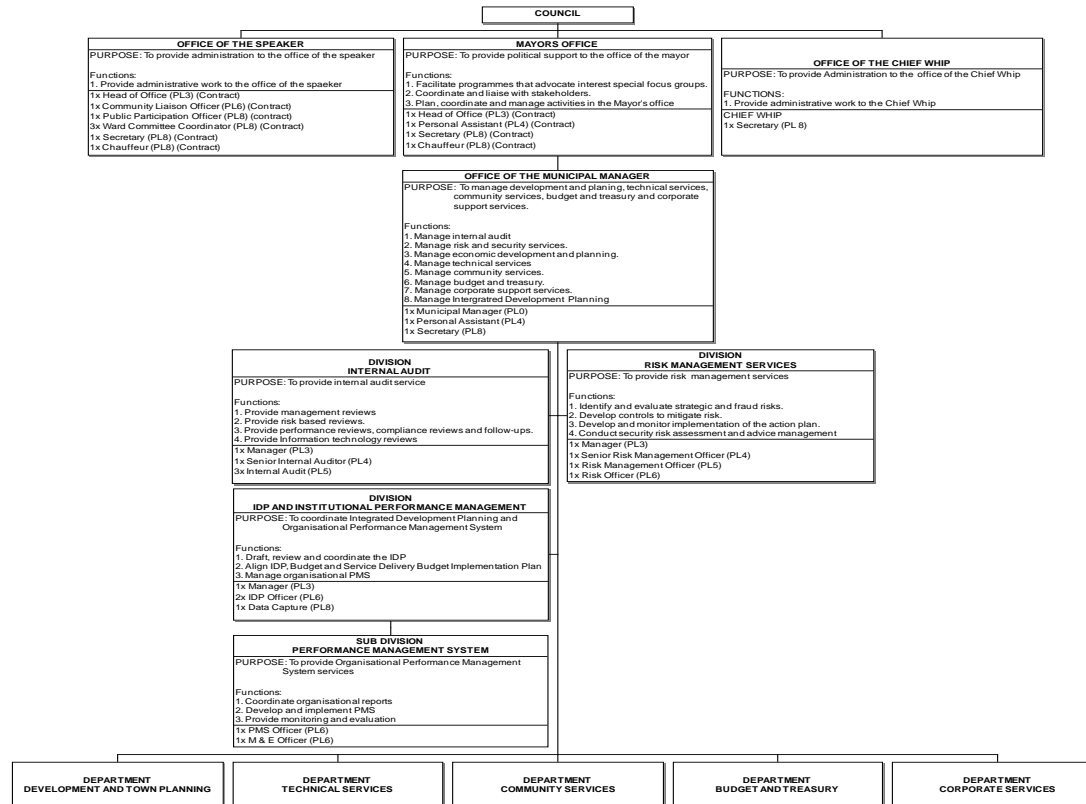 COUNCIL
OFFICE OF THE SPEAKER
PURPOSE: To provide administration to the office of the speaker
Functions:
1. Provide administrative work to the office of the spaeker
1x Head of Office (PL3) (Contract)
1x Community Liaison Officer (PL6) (Contract)
1x Public Participation Officer (PL8) (contract)
3x Ward Committee Coordinator (PL8) (Contract)
1x Secretary (PL8) (Contract)
1x Chauffeur (PL8) (Contract)
MAYORS OFFICE
PURPOSE: To provide political support to the office of the mayor
Functions:
1. Facilitate programmes that advocate interest special focus groups.
2. Coordinate and liaise with stakeholders.
3. Plan, coordinate and manage activities in the Mayor's office
1x Head of Office (PL3) (Contract)
1x Personal Assistant (PL4) (Contract)
1x Secretary (PL8) (Contract)
1x Chauffeur (PL8) (Contract)
OFFICE OF THE CHIEF WHIP
PURPOSE: To provide Administration to the office of the Chief Whip
FUNCTIONS:
1. Provide administrative work to the Chief Whip
CHIEF WHIP
1x Secretary (PL 8)
OFFICE OF THE MUNICIPAL MANAGER
PURPOSE: To manage development and planing, technical services,
community services, budget and treasury and corporate
support services.
Functions:
1. Manage internal audit
2. Manage risk and security services.
3. Manage economic development and planning.
4. Manage technical services
5. Manage community services.
6. Manage budget and treasury.
7. Manage corporate support services.
8. Manage Intergrated Development Planning
1x Municipal Manager (PL0)
1x Personal Assistant (PL4)
1x Secretary (PL8)
DIVISION
INTERNAL AUDIT
PURPOSE: To provide internal audit service
Functions:
1. Provide management reviews
2. Provide risk based reviews.
3. Provide performance reviews, compliance reviews and follow-ups.
4. Provide Information technology reviews
1x Manager (PL3)
1x Senior Internal Auditor (PL4)
3x Internal Audit (PL5)
DIVISION
RISK MANAGEMENT SERVICES
PURPOSE: To provide risk management services
Functions:
1. Identify and evaluate strategic and fraud risks.
2. Develop controls to mitigate risk.
3. Develop and monitor implementation of the action plan.
4. Conduct security risk assessment and advice management
1x Manager (PL3)
1x Senior Risk Management Officer (PL4)
1x Risk Management Officer (PL5)
1x Risk Officer (PL6)
DIVISION
IDP AND INSTITUTIONAL PERFORMANCE MANAGEMENT
PURPOSE: To coordinate Integrated Development Planning and
Organisational Performance Management System
Functions:
1. Draft, review and coordinate the IDP
2. Align IDP, Budget and Service Delivery Budget Implementation Plan
3. Manage organisational PMS
1x Manager (PL3)
2x IDP Officer (PL6)
1x Data Capture (PL8)
SUB DIVISION
PERFORMANCE MANAGEMENT SYSTEM
PURPOSE: To provide Organisational Performance Management
System services
Functions:
1. Coordinate organisational reports
2. Develop and implement PMS
3. Provide monitoring and evaluation
1x PMS Officer (PL6)
1x M & E Officer (PL6)
DEPARTMENT
DEVELOPMENT AND TOWN PLANNING
DEPARTMENT
TECHNICAL SERVICES
DEPARTMENT
COMMUNITY SERVICES
DEPARTMENT
BUDGET AND TREASURY
DEPARTMENT
CORPORATE SERVICES